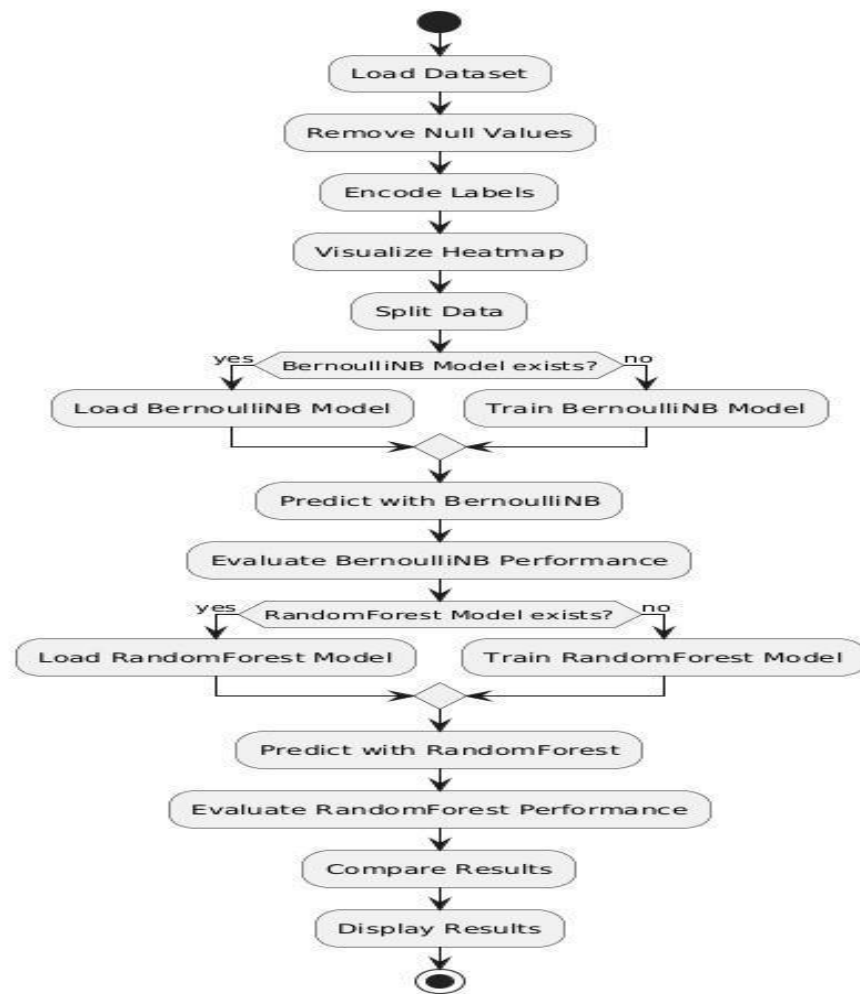 Load Dataset
Remove Null Values
Encode Labels
Visualize Heatmap
Split Data
yes
BernoulliNB Model exists?
no
Load BernoulliNB Model
Train BernoulliNB Model
Predict with BernoulliNB
Evaluate BernoulliNB Performance
yes
RandomForest Model exists?
no
Load RandomForest Model
Train RandomForest Model
Predict with RandomForest
Evaluate RandomForest Performance
Compare Results
Display Results